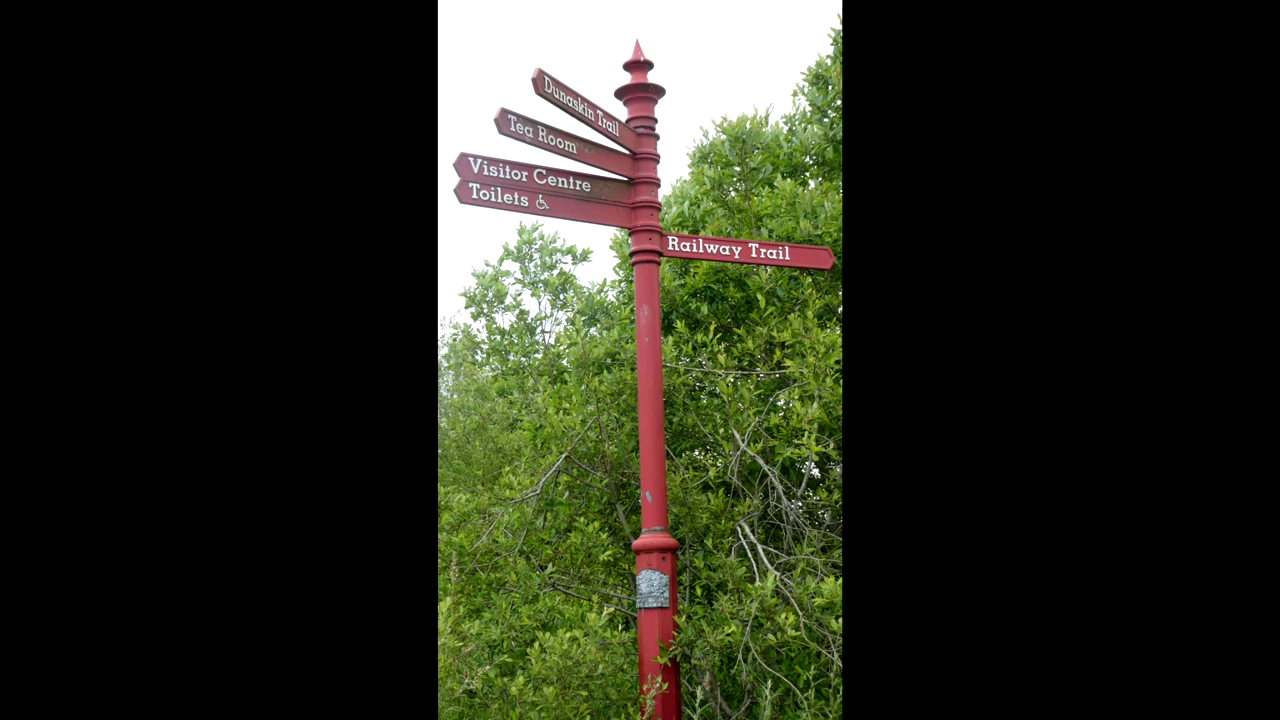 Dunaskin Trail
Tea Room
Visitor Centre
Toilets
Railway Trail